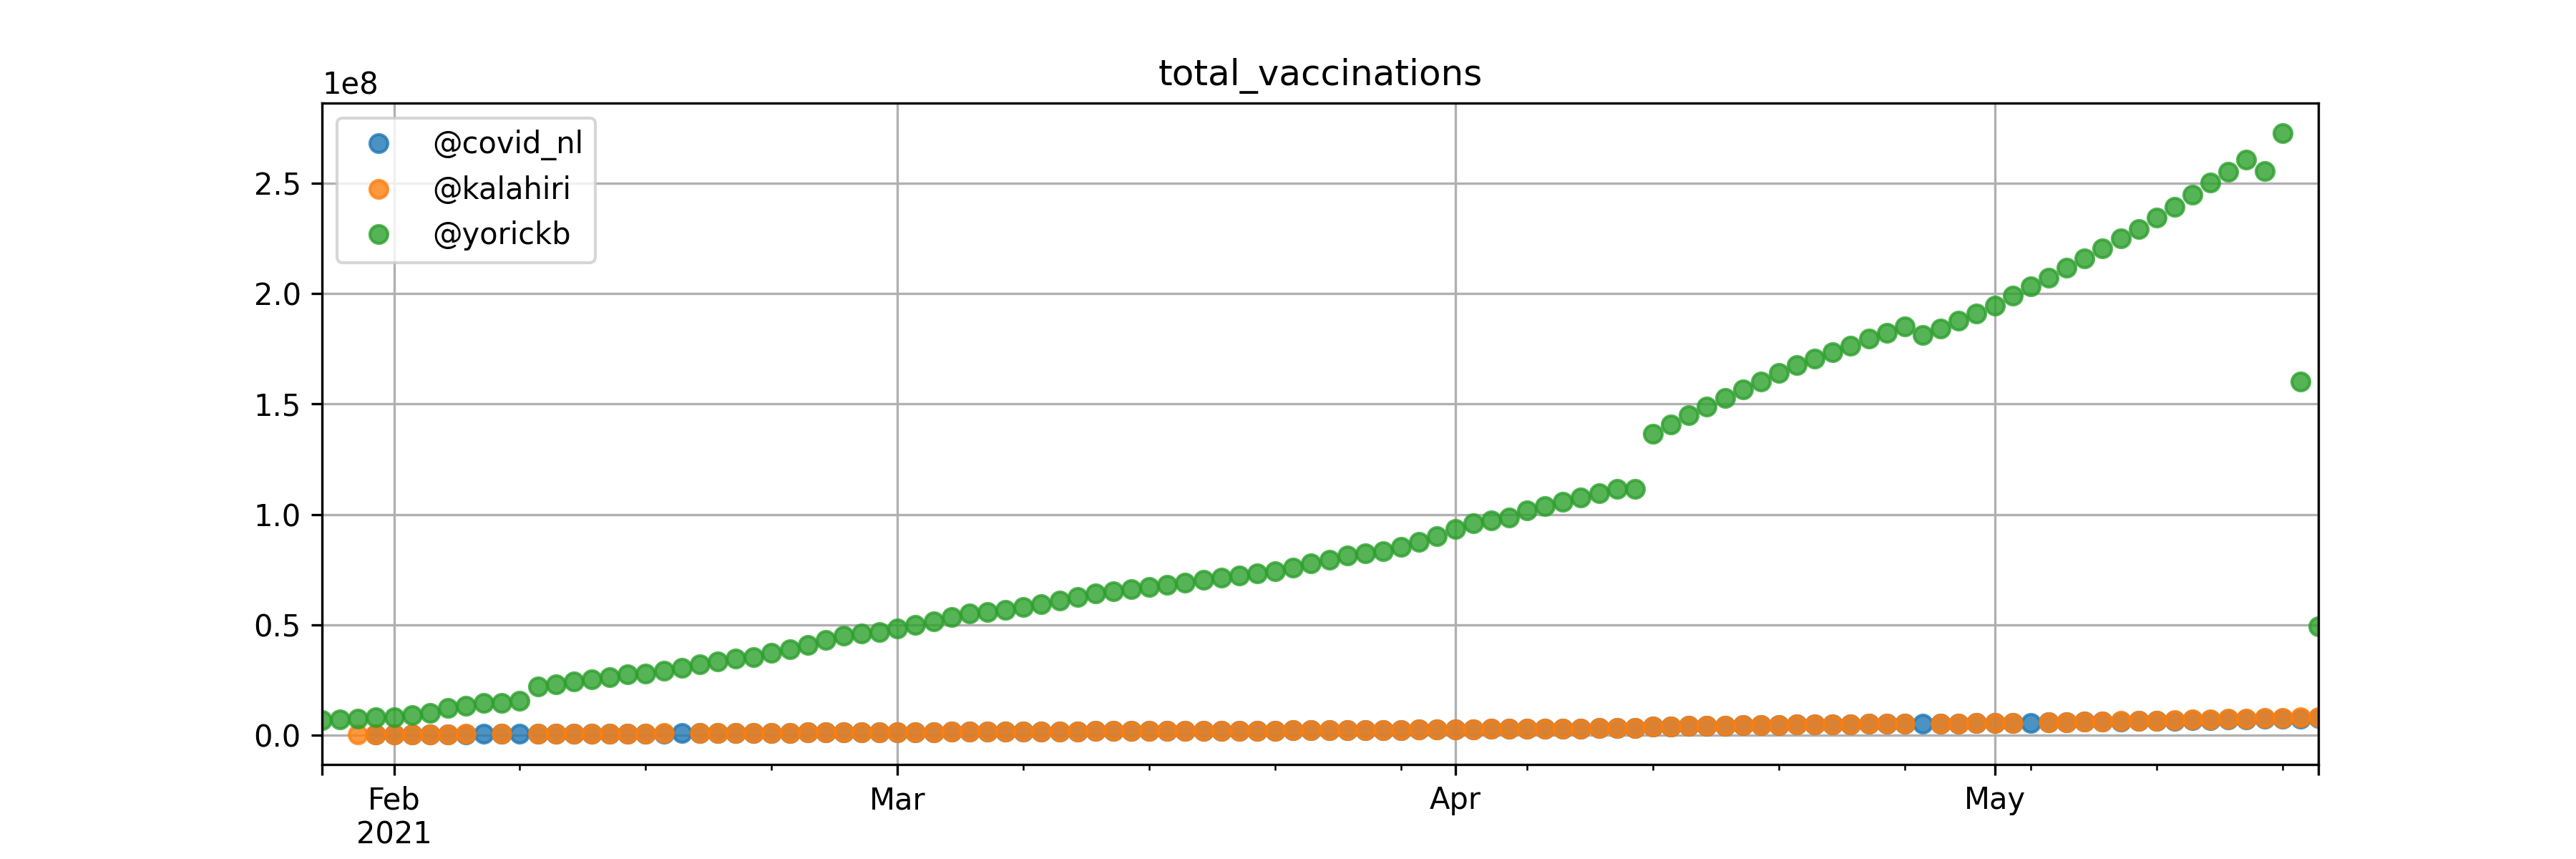 total_vaccinations
1e8
@covid_nl
@kalahiri
@yorickb
2.5
2.0
1.5
1.0
0.5
0.0
Feb Mar Apr May
2021